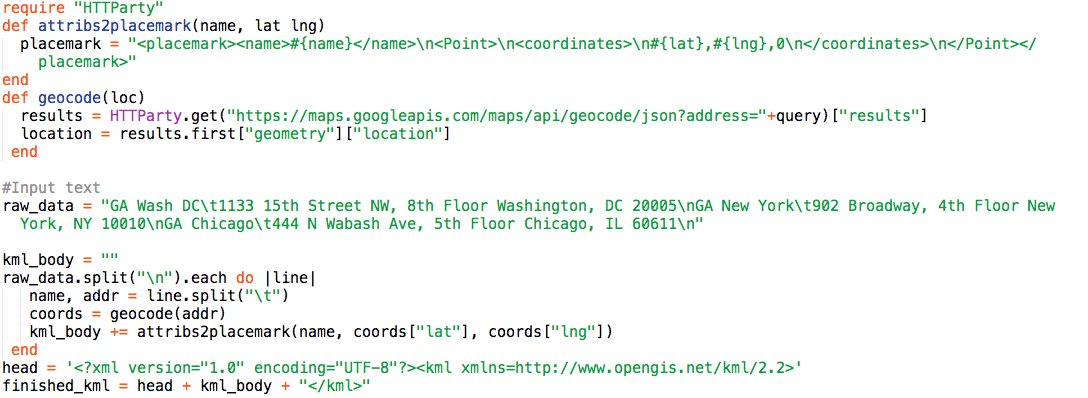 require "HTTParty"
def attribs2placemark(name, lat lng)
  placemark = "<placemark><name>#{name}</name>\n<Point>\n<coordinates>\n#{lat},#{lng},0\n</coordinates>\n</Point></
    placemark>"
end
def geocode(loc)
  results = HTTParty.get("https://maps.googleapis.com/maps/api/geocode/json?address="+query)["results"]
  location = results.first["geometry"]["location"]
 end

#Input text
raw_data = "GA Wash DC\t1133 15th Street NW, 8th Floor Washington, DC 20005\nGA New York\t902 Broadway, 4th Floor New
  York, NY 10010\nGA Chicago\t444 N Wabash Ave, 5th Floor Chicago, IL 60611\n"

kml_body = ""
raw_data.split("\n").each do |line|
   name, addr = line.split("\t")
   coords = geocode(addr)
   kml_body += attribs2placemark(name, coords["lat"], coords["lng"])
 end
head = '<?xml version="1.0" encoding="UTF-8"?><kml xmlns=http://www.opengis.net/kml/2.2>'
finished_kml = head + kml_body + "</kml>"